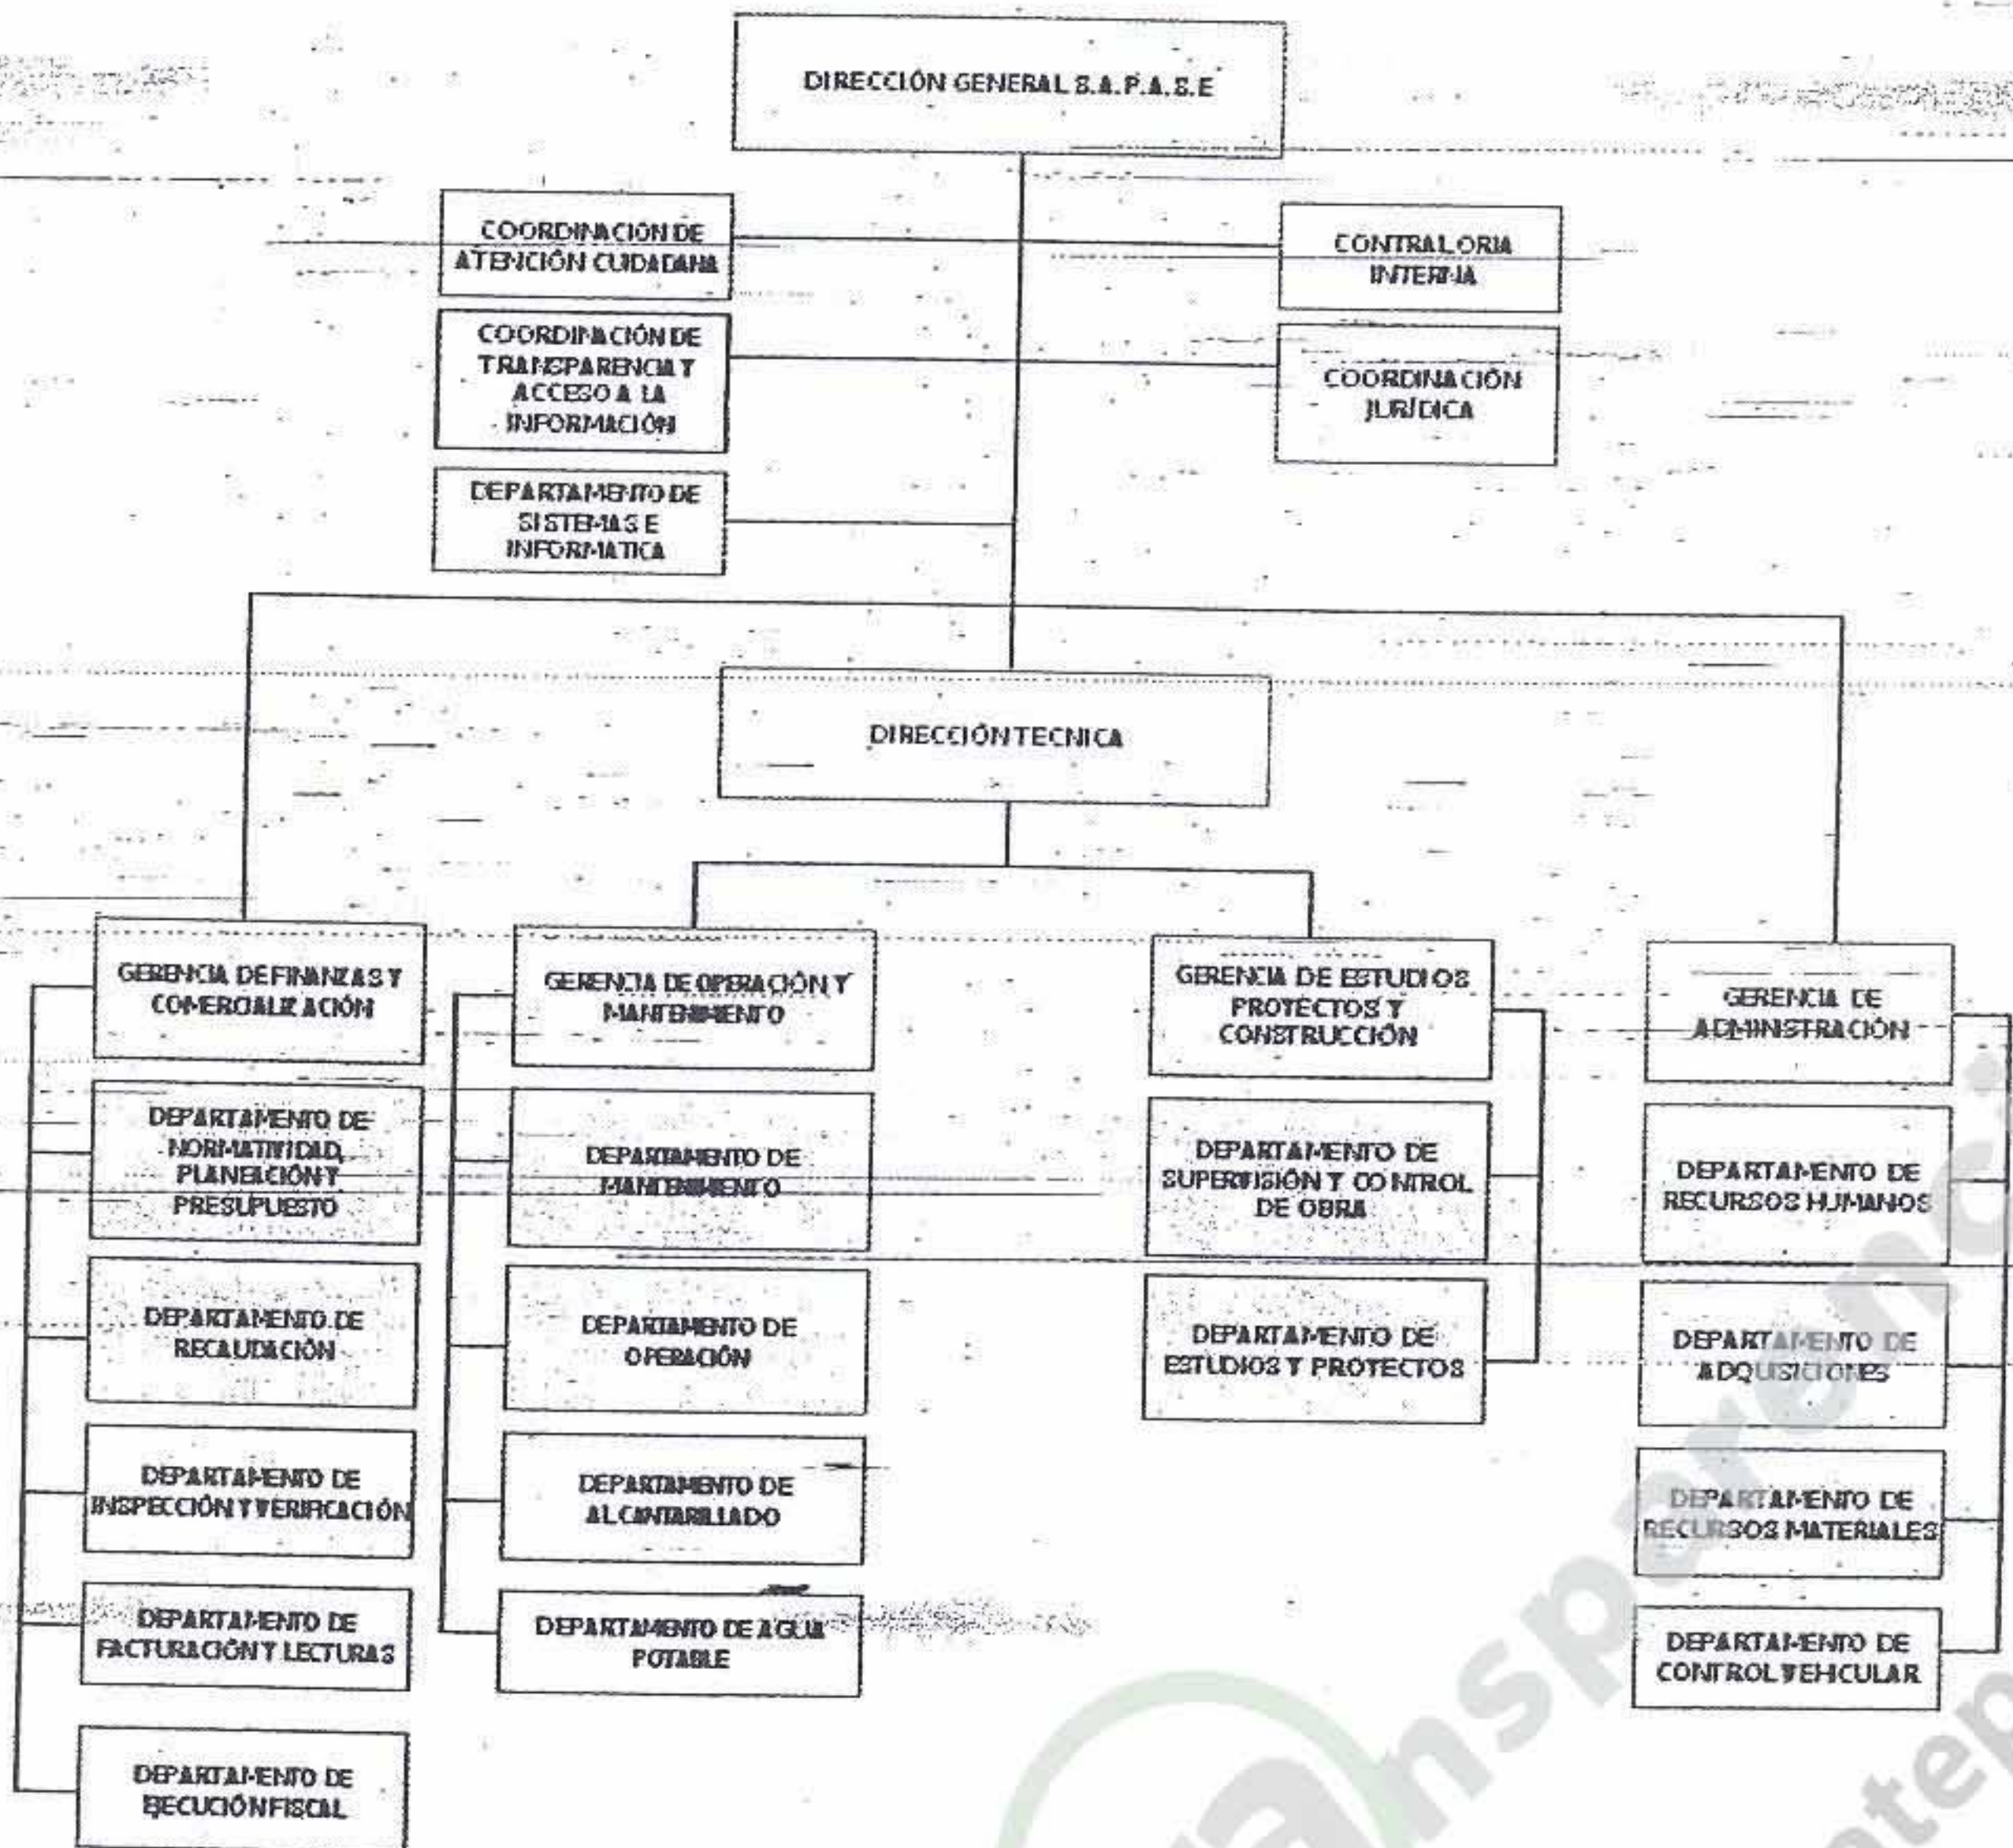 DIRECCIÓN GENERAL S.A.P.A.S.E
COORDINACIÓN DE
ATENCIÓN CUIDADANA
CONTRALORIA
INTERNA
COORDINACIÓN DE
TRANSPARENCIA Y
ACCESO A LA
INFORMACIÓN
COORDINACIÓN
JURÍDICA
DEPARTAMENTO DE
SISTEMAS E
INFORMATICA
DIRECCIÓN TECNICA
GERENCIA DE FINANZAS Y
COMERCIALIZACIÓN
GERENCIA DE OPERACIÓN Y
MANTENIMIENTO
GERENCIA DE ESTUDIOS
PROYECTOS Y
CONSTRUCCIÓN
GERENCIA DE
ADMINISTRACIÓN
DEPARTAMENTO DE
NORMATIVIDAD,
PLANEACIÓN Y
PRESUPUESTO
DEPARTAMENTO DE
MANTENIMIENTO
DEPARTAMENTO DE
SUPERVISIÓN Y CONTROL
DE OBRA
DEPARTAMENTO DE
RECURSOS HUMANOS
DEPARTAMENTO DE
RECAUDACIÓN
DEPARTAMENTO DE
OPERACIÓN
DEPARTAMENTO DE
ESTUDIOS Y PROYECTOS
DEPARTAMENTO DE
ADQUISICIONES
DEPARTAMENTO DE
INSPECCIÓN Y VERIFICACIÓN
DEPARTAMENTO DE
ALCANTARILLADO
DEPARTAMENTO DE
RECURSOS MATERIALES
DEPARTAMENTO DE
FACTURACIÓN Y LECTURAS
DEPARTAMENTO DE AGUA
POTABLE
DEPARTAMENTO DE
CONTROL VEHICULAR
DEPARTAMENTO DE
EJECUCIÓN FISCAL